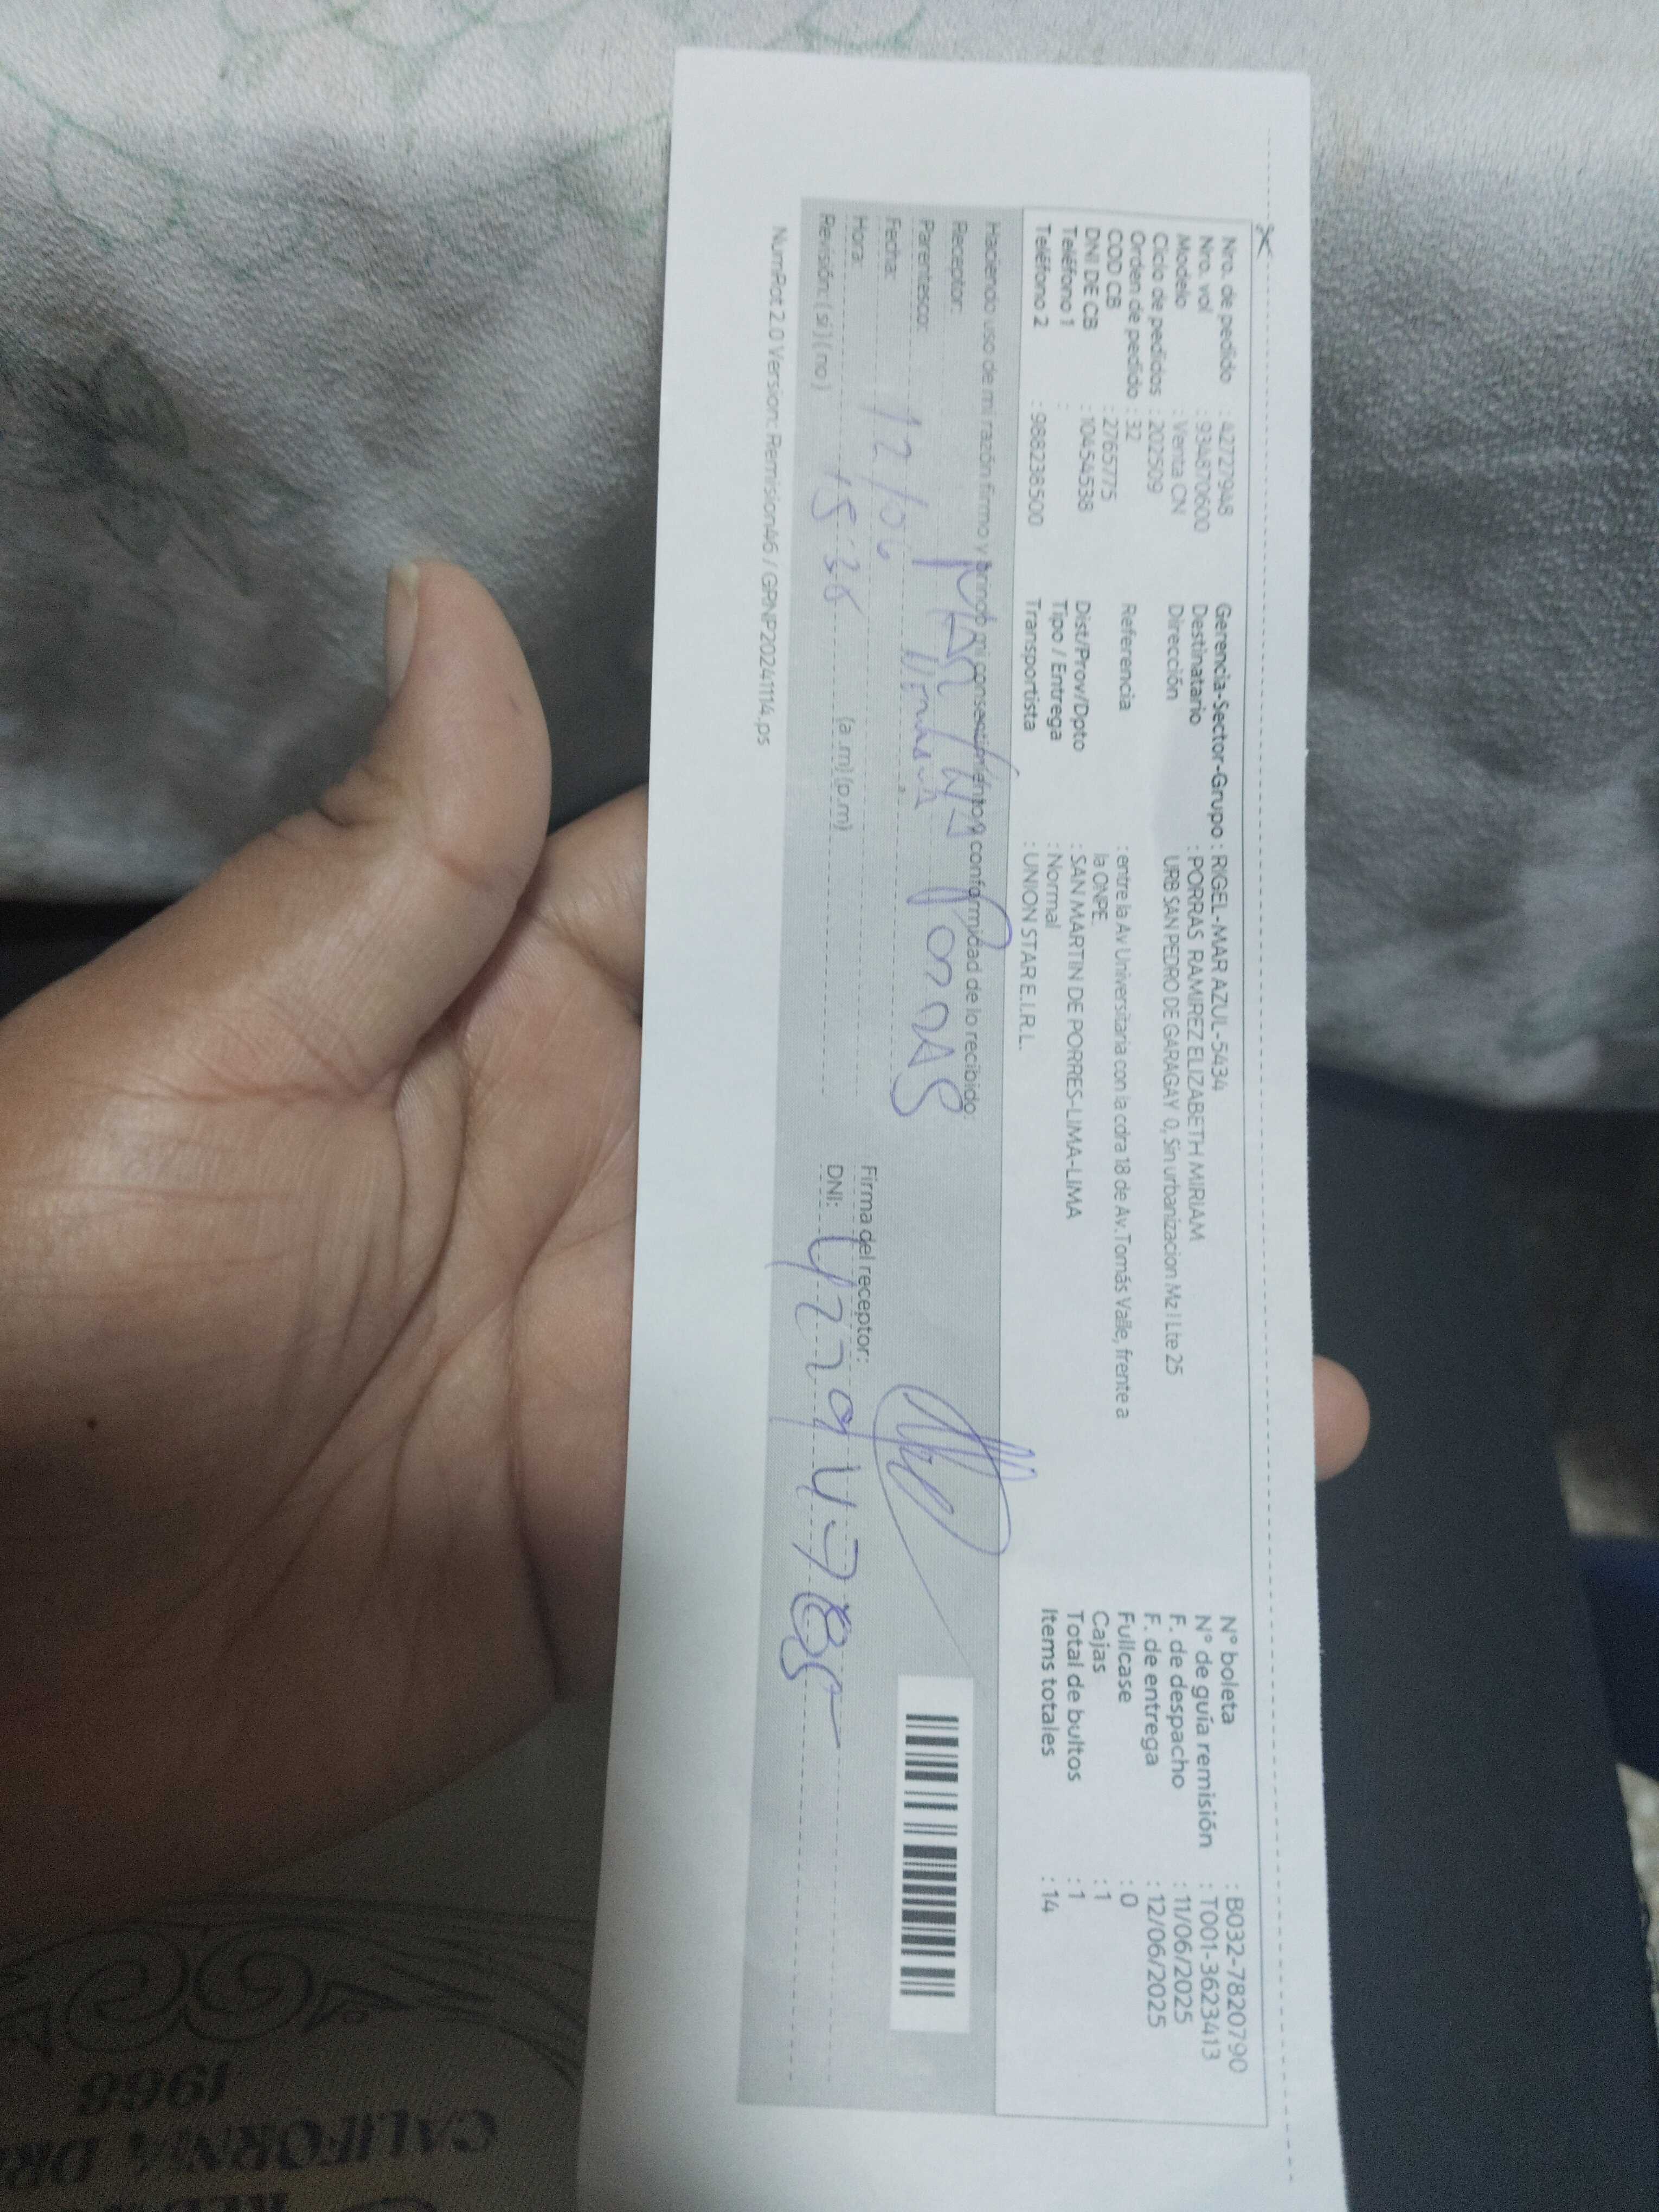 Nro. de pedido : 42772948
Nro. vol : 934870600
Modelo : Venta CN
Ciclo de pedidos : 202509
Orden de pedido : 32
COD CB : 2765775
DNI DE CB : 10454538
Teléfono 1 :
Teléfono 2 : 988238500
Gerencia-Sector-Grupo : RIGEL-MAR AZUL-5434
Destinatario : PORRAS RAMIREZ ELIZABETH MIRIAM
Dirección URB SAN PEDRO DE GARAGAY 0, Sin urbanizacion Mz I Lte 25
Referencia : entre la Av Universitaria con la cdra 18 de Av. Tomás Valle, frente a
la ONPE.
Dist/Prov/Dpto : SAN MARTIN DE PORRES-LIMA-LIMA
Tipo / Entrega : Normal
Transportista : UNION STAR E.I.R.L.
N° boleta : B032-7820790
N° de guía remisión : T001-3623413
F. de despacho : 11/06/2025
F. de entrega : 12/06/2025
Fullcase : 0
Cajas : 1
Total de bultos : 1
Items totales : 14
Haciendo uso de mi razón firmo y brindo mi consentimiento y conformidad de lo recibido:
Receptor: Porras
Parentesco:
Fecha: 12/06
Hora: (a .m) (p.m)
Revisión: ( si ) ( no )
Firma del receptor:
DNI:
NumPot 2.0 Version: Remision46 / GRNP20241114.ps
1966
CALIFORNIA